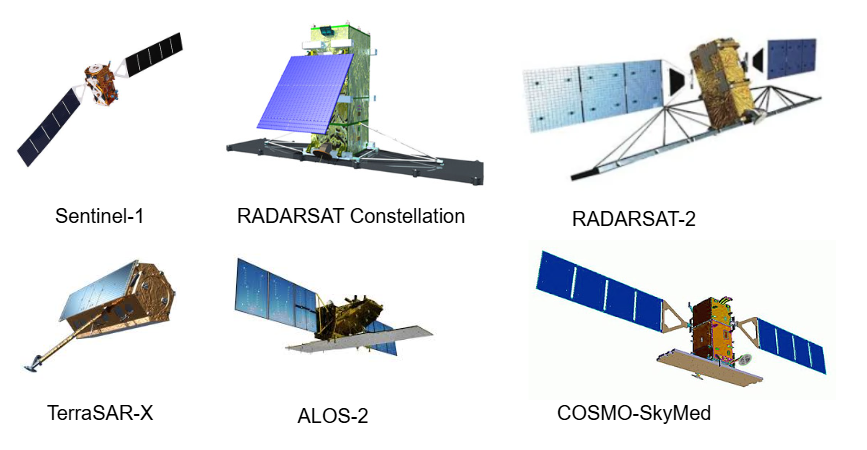 Sentinel-1
RADARSAT Constellation
RADARSAT-2
TerraSAR-X
ALOS-2
COSMO-SkyMed